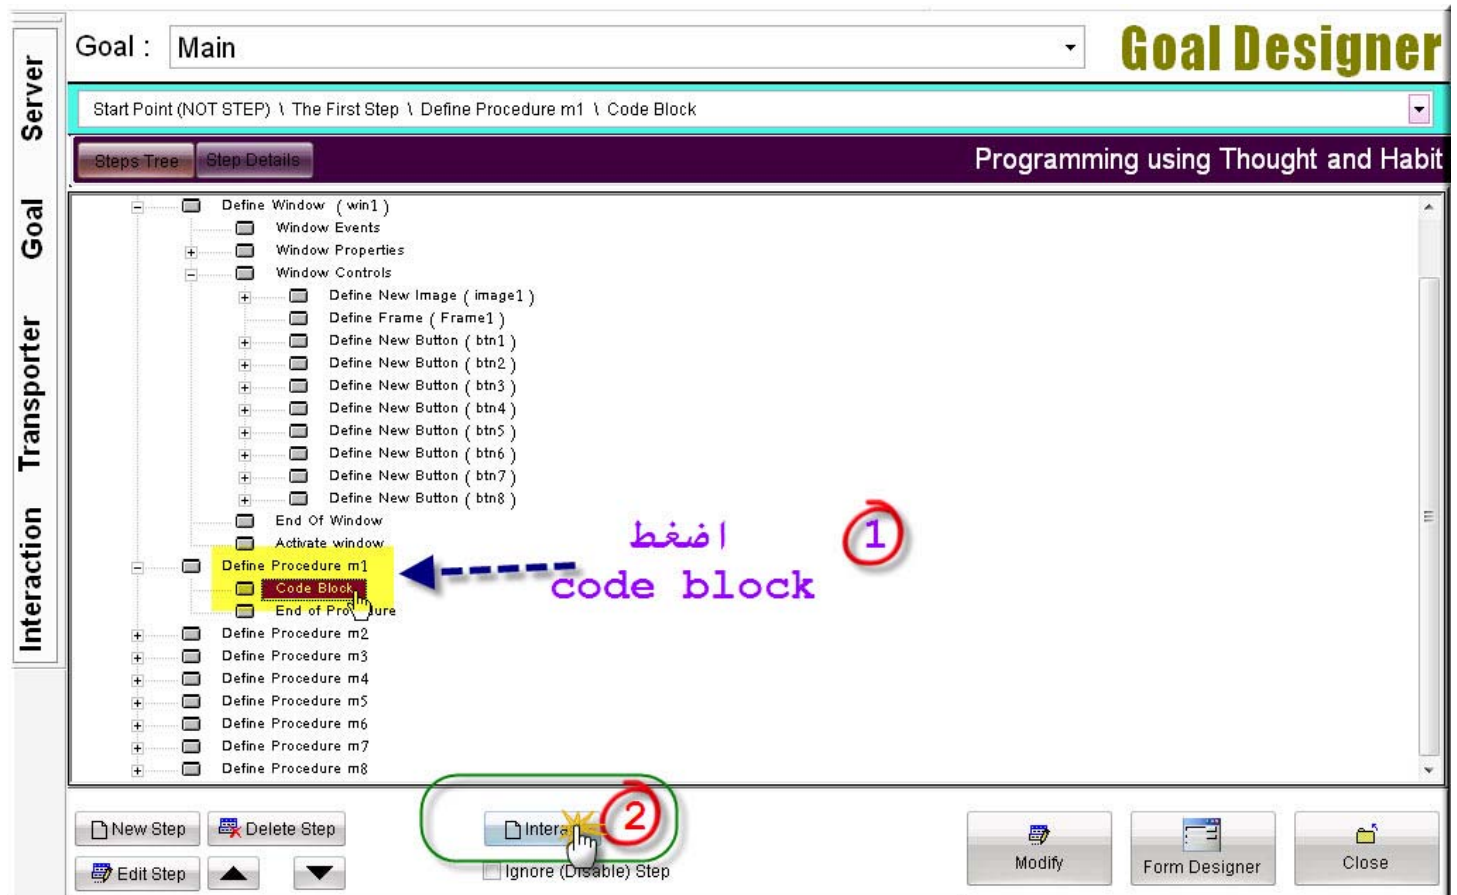 Server
Goal
Transporter
Interaction
Goal :
Main
Goal Designer
Start Point (NOT STEP) \ The First Step \ Define Procedure m1 \ Code Block
Steps Tree
Step Details
Programming using Thought and Habit
Define Window ( win1 )
Window Events
Window Properties
Window Controls
Define New Image ( image1 )
Define Frame ( Frame1 )
Define New Button ( btn1 )
Define New Button ( btn2 )
Define New Button ( btn3 )
Define New Button ( btn4 )
Define New Button ( btn5 )
Define New Button ( btn6 )
Define New Button ( btn7 )
Define New Button ( btn8 )
End Of Window
Activate window
Define Procedure m1
Code Block
End of Procedure
Define Procedure m2
Define Procedure m3
Define Procedure m4
Define Procedure m5
Define Procedure m6
Define Procedure m7
Define Procedure m8
اضغط
code block
1
2
New Step
Delete Step
Edit Step
Ignore (Disable) Step
Modify
Form Designer
Close